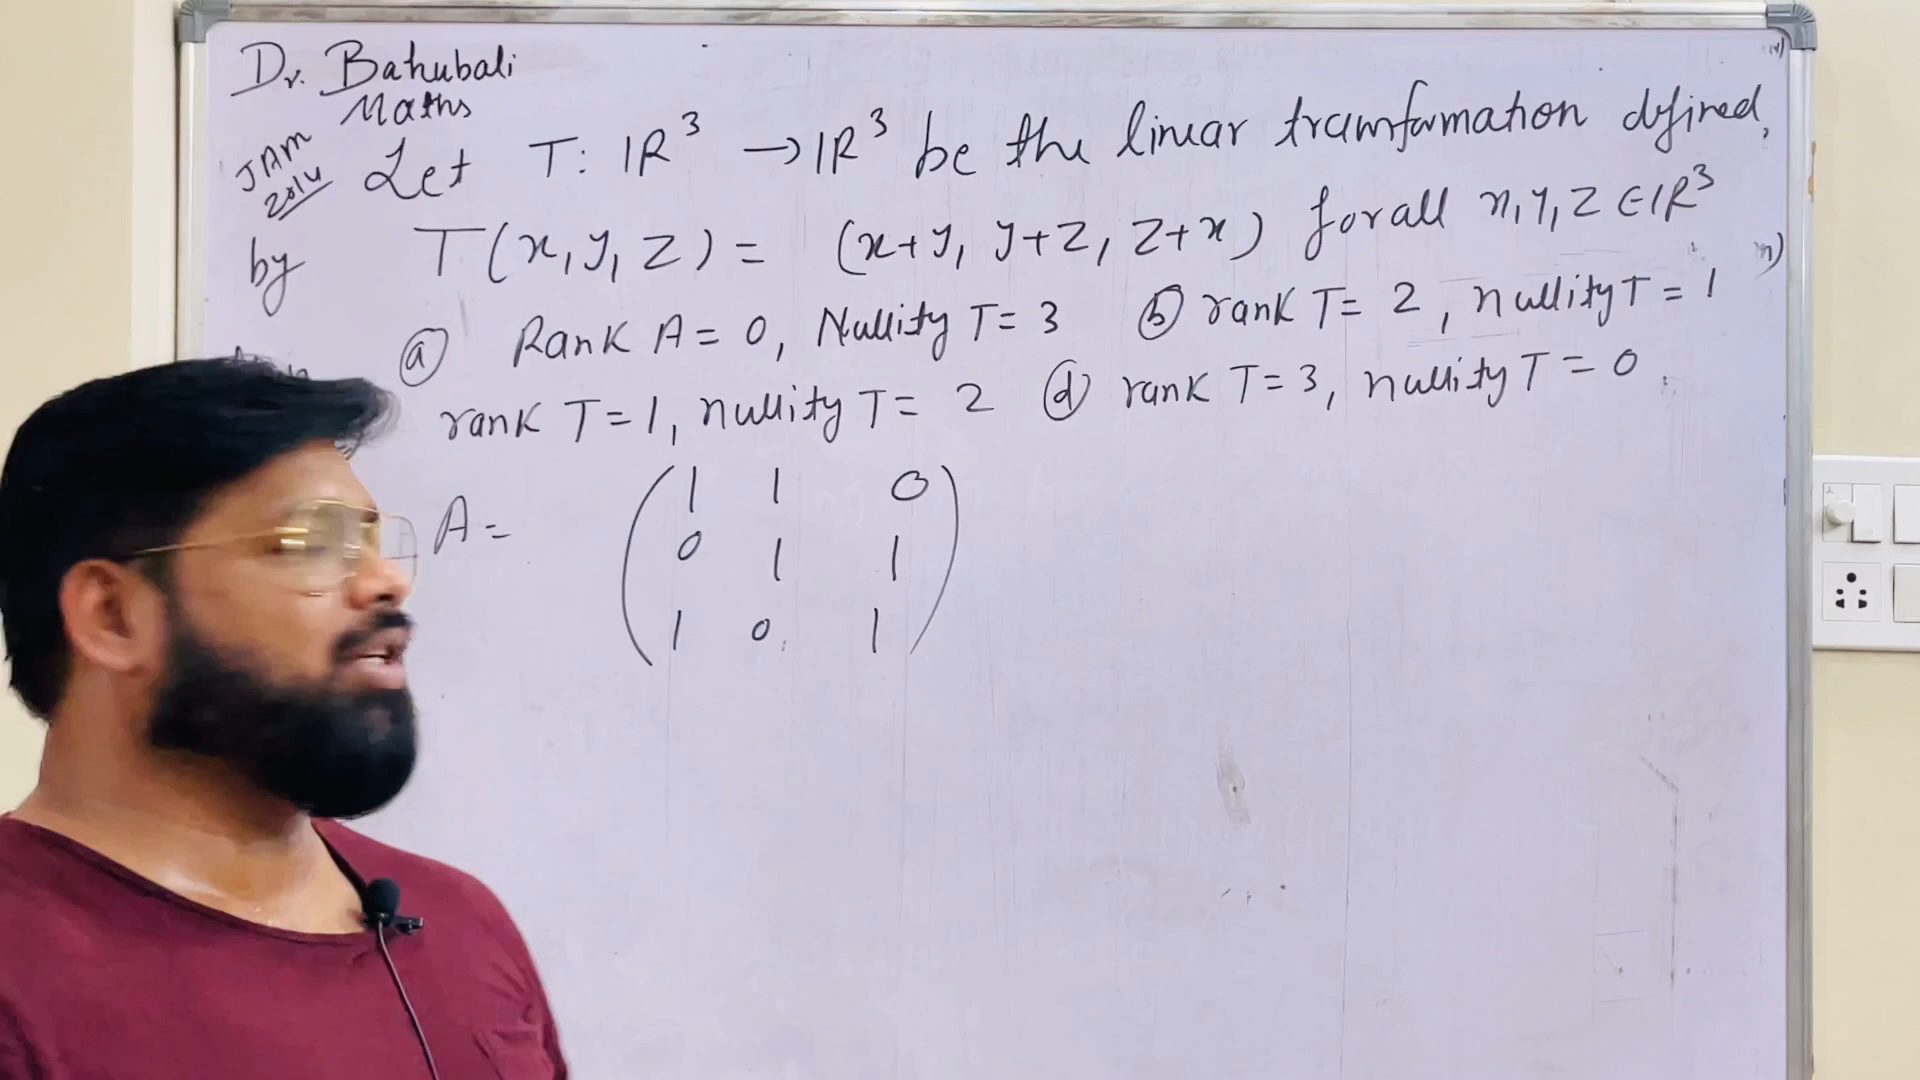 Dr. Bahubali
Maths
JAM
2014
Let T: IR³ → IR³ be the linear transformation defined,
by T(x, y, z) = (x+y, y+z, z+x) for all x, y, z ∈ IR³
ⓐ Rank A = 0, Nullity T = 3 ⓑ rank T = 2, nullity T = 1
rank T = 1, nullity T = 2 ⓓ rank T = 3, nullity T = 0
A = ( 1 1 0
0 1 1
1 0 1 )